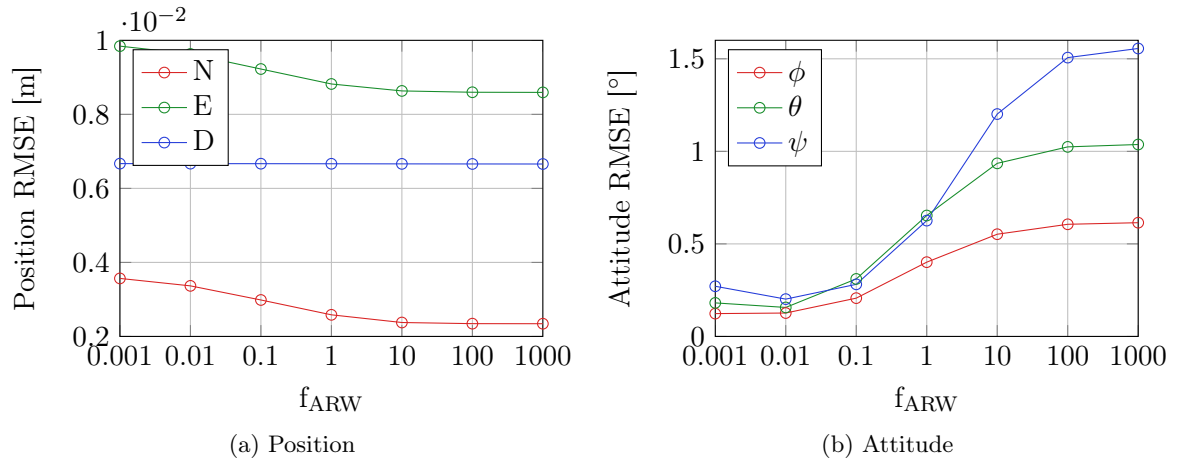 ·10⁻²
Position RMSE [m]
1
0.8
0.6
0.4
0.2
N
E
D
0.001 0.01 0.1 1 10 100 1000
f_ARW
(a) Position
Attitude RMSE [°]
1.5
1
0.5
0
ϕ
θ
ψ
0.001 0.01 0.1 1 10 100 1000
f_ARW
(b) Attitude